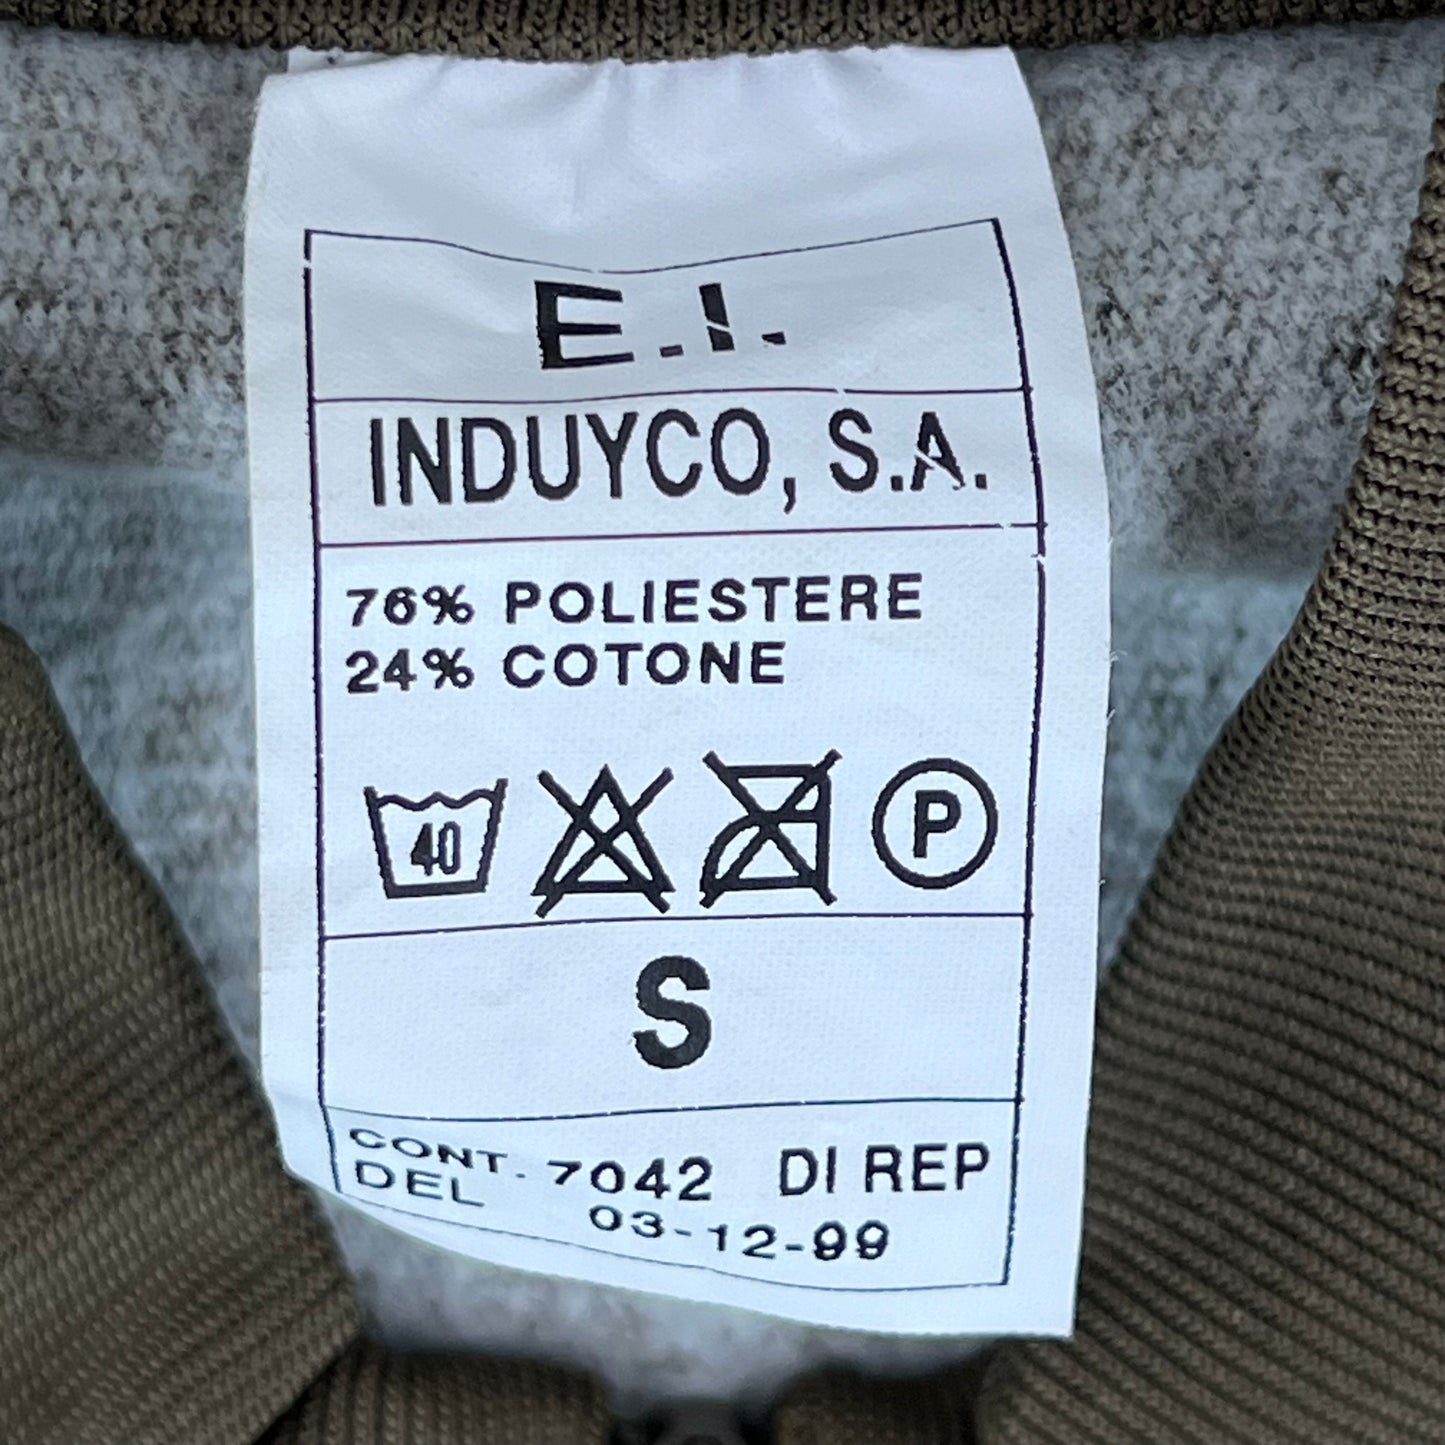 E.I.
INDUYCO, S.A.
76% POLIESTERE
24% COTONE
40
P
S
CONT. 7042 DI REP
DEL 03-12-99